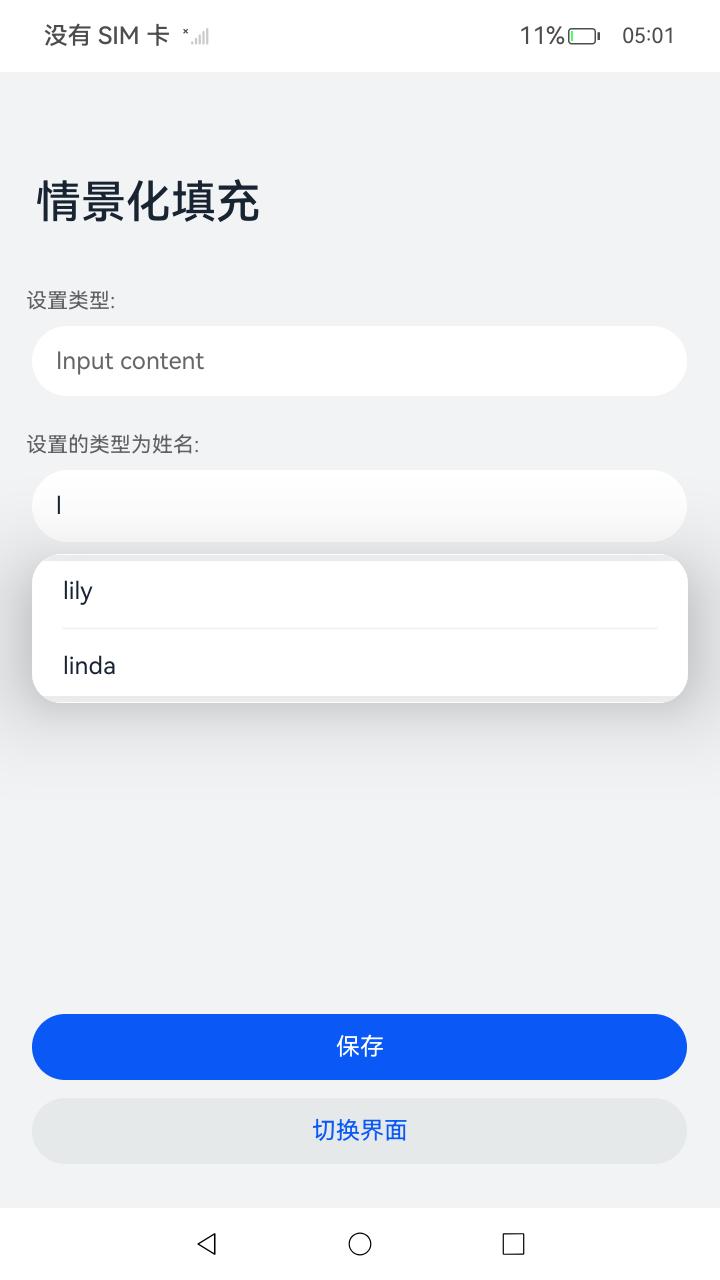 没有 SIM 卡
11%
05:01
情景化填充
设置类型:
Input content
设置的类型为姓名:
l
lily
linda
保存
切换界面